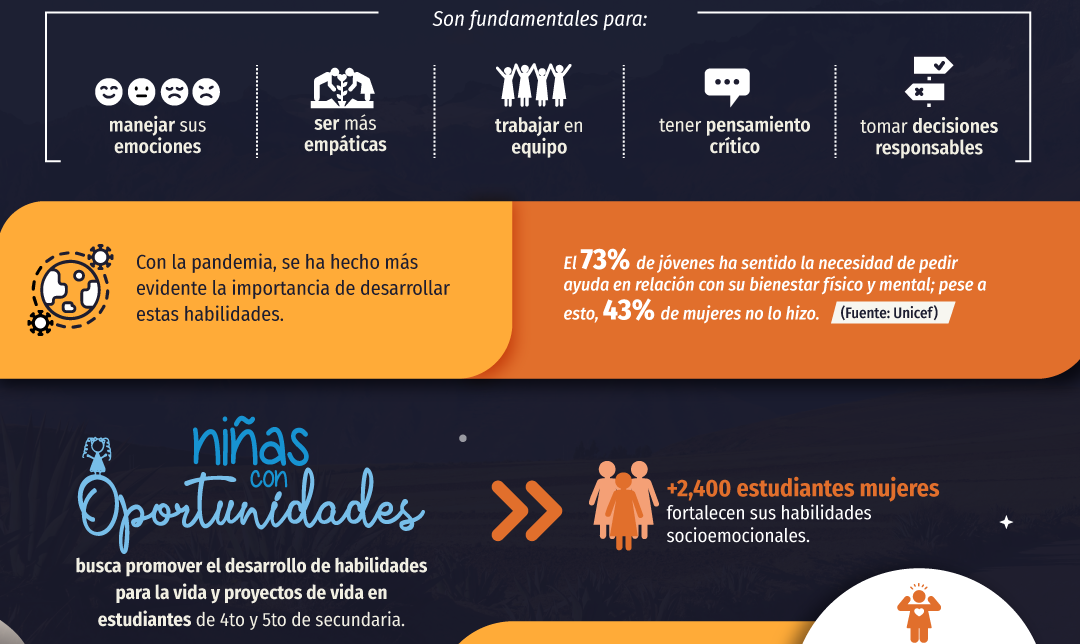 Son fundamentales para:
manejar sus
emociones
ser más
empáticas
trabajar en
equipo
tener pensamiento
crítico
tomar decisiones
responsables
Con la pandemia, se ha hecho más
evidente la importancia de desarrollar
estas habilidades.
El 73% de jóvenes ha sentido la necesidad de pedir
ayuda en relación con su bienestar físico y mental; pese a
esto, 43% de mujeres no lo hizo. (Fuente: Unicef)
niñas
con
Oportunidades
busca promover el desarrollo de habilidades
para la vida y proyectos de vida en
estudiantes de 4to y 5to de secundaria.
+2,400 estudiantes mujeres
fortalecen sus habilidades
socioemocionales.